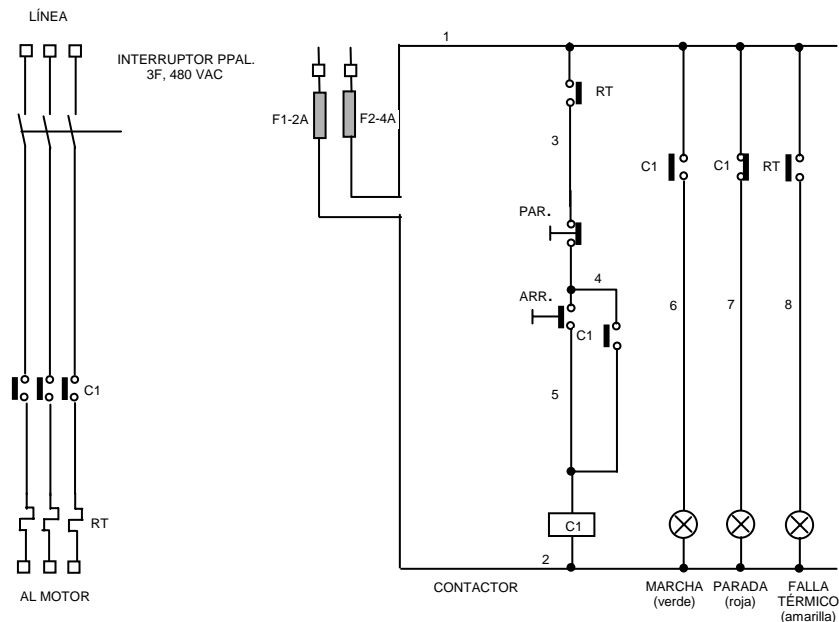 LÍNEA
INTERRUPTOR PPAL.
3F, 480 VAC
C1
RT
AL MOTOR
F1-2A
F2-4A
1
RT
3
PAR.
4
ARR.
C1
5
C1
2
CONTACTOR
C1
6
MARCHA
(verde)
C1
7
PARADA
(roja)
RT
8
FALLA
TÉRMICO
(amarilla)